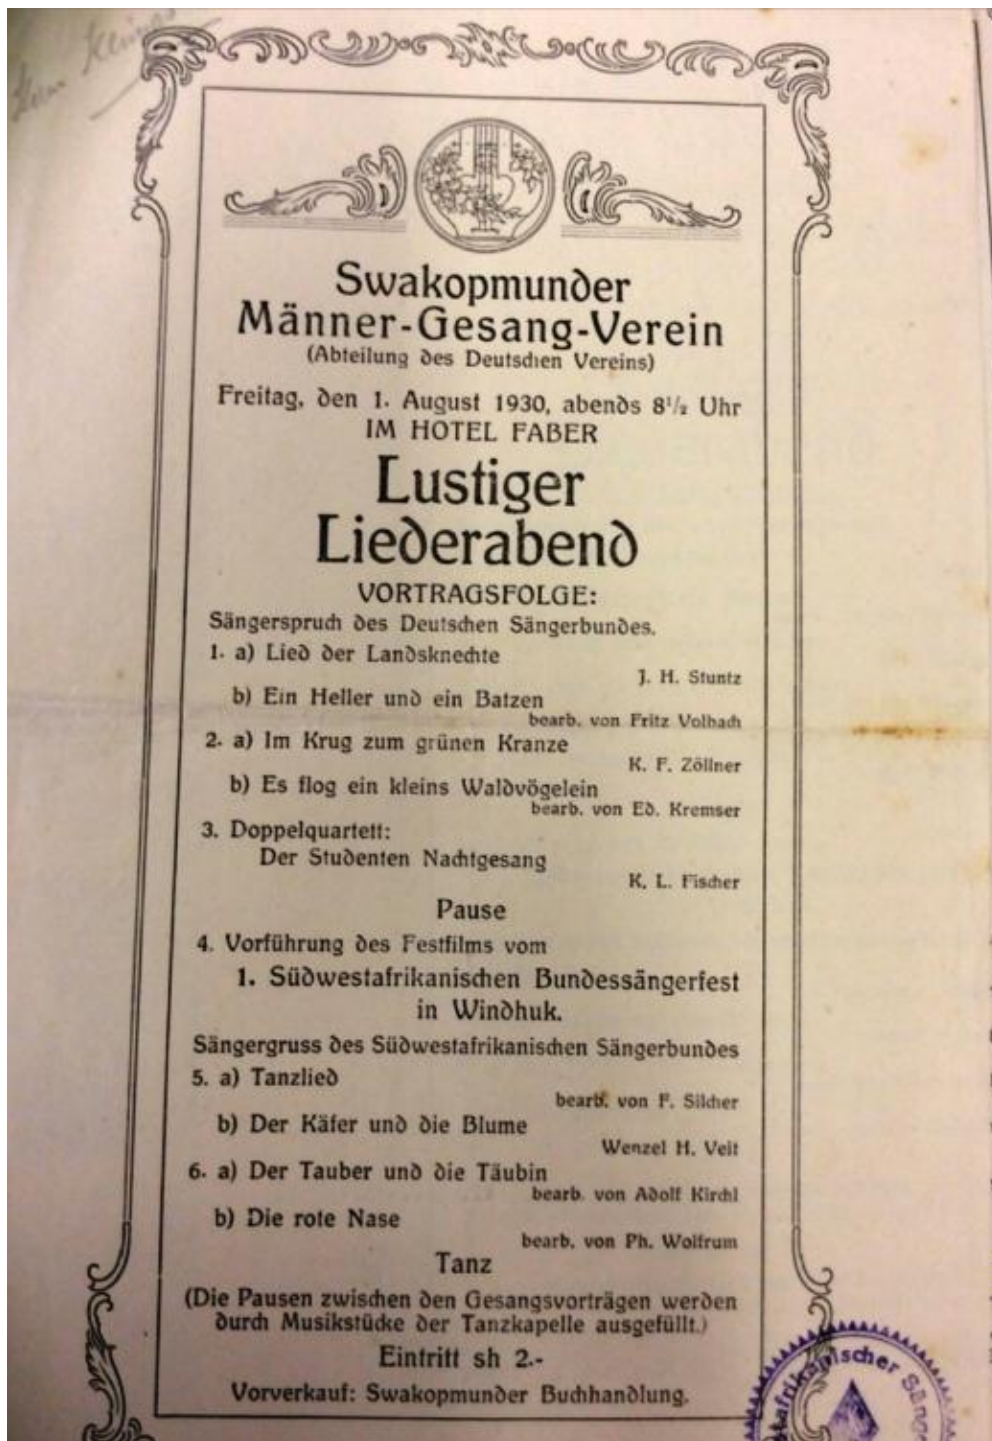 Swakopmunder
Männer-Gesang-Verein
(Abteilung des Deutschen Vereins)
Freitag, den 1. August 1930, abends 8½ Uhr
IM HOTEL FABER
Lustiger
Liederabend
VORTRAGSFOLGE:
Sängerspruch des Deutschen Sängerbundes.
1. a) Lied der Landsknechte
J. H. Stuntz
b) Ein Heller und ein Batzen
bearb. von Fritz Volbach
2. a) Im Krug zum grünen Kranze
K. F. Zöllner
b) Es flog ein kleins Waldvögelein
bearb. von Ed. Kremser
3. Doppelquartett:
Der Studenten Nachtgesang
K. L. Fischer
Pause
4. Vorführung des Festfilms vom
1. Südwestafrikanischen Bundessängerfest
in Windhuk.
Sängergruss des Südwestafrikanischen Sängerbundes
5. a) Tanzlied
bearb. von F. Silcher
b) Der Käfer und die Blume
Wenzel H. Veit
6. a) Der Tauber und die Täubin
bearb. von Adolf Kirchl
b) Die rote Nase
bearb. von Ph. Wolfrum
Tanz
(Die Pausen zwischen den Gesangsvorträgen werden
durch Musikstücke der Tanzkapelle ausgefüllt.)
Eintritt sh 2.-
Vorverkauf: Swakopmunder Buchhandlung.